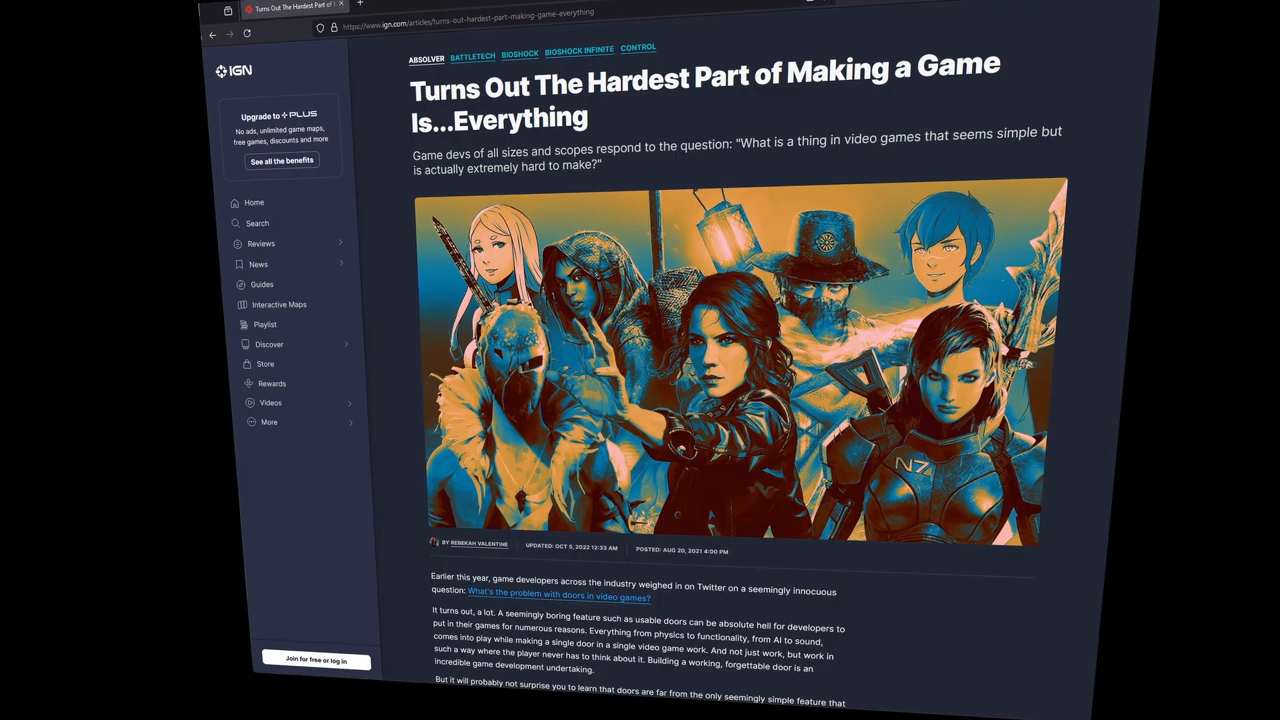 Turns Out The Hardest Part of
https://www.ign.com/articles/turns-out-hardest-part-making-game-everything
IGN
Upgrade to PLUS
No ads, unlimited game maps,
free games, discounts and more
See all the benefits
Home
Search
Reviews
News
Guides
Interactive Maps
Playlist
Discover
Store
Rewards
Videos
More
Join for free or log in
ABSOLVER BATTLETECH BIOSHOCK BIOSHOCK INFINITE CONTROL
Turns Out The Hardest Part of Making a Game
Is...Everything
Game devs of all sizes and scopes respond to the question: "What is a thing in video games that seems simple but
is actually extremely hard to make?"
N7
BY REBEKAH VALENTINE UPDATED: OCT 5, 2022 12:33 AM POSTED: AUG 20, 2021 4:00 PM
Earlier this year, game developers across the industry weighed in on Twitter on a seemingly innocuous
question: What's the problem with doors in video games?
It turns out, a lot. A seemingly boring feature such as usable doors can be absolute hell for developers to
put in their games for numerous reasons. Everything from physics to functionality, from AI to sound,
comes into play while making a single door in a single video game work. And not just work, but work in
such a way where the player never has to think about it. Building a working, forgettable door is an
incredible game development undertaking.
But it will probably not surprise you to learn that doors are far from the only seemingly simple feature that